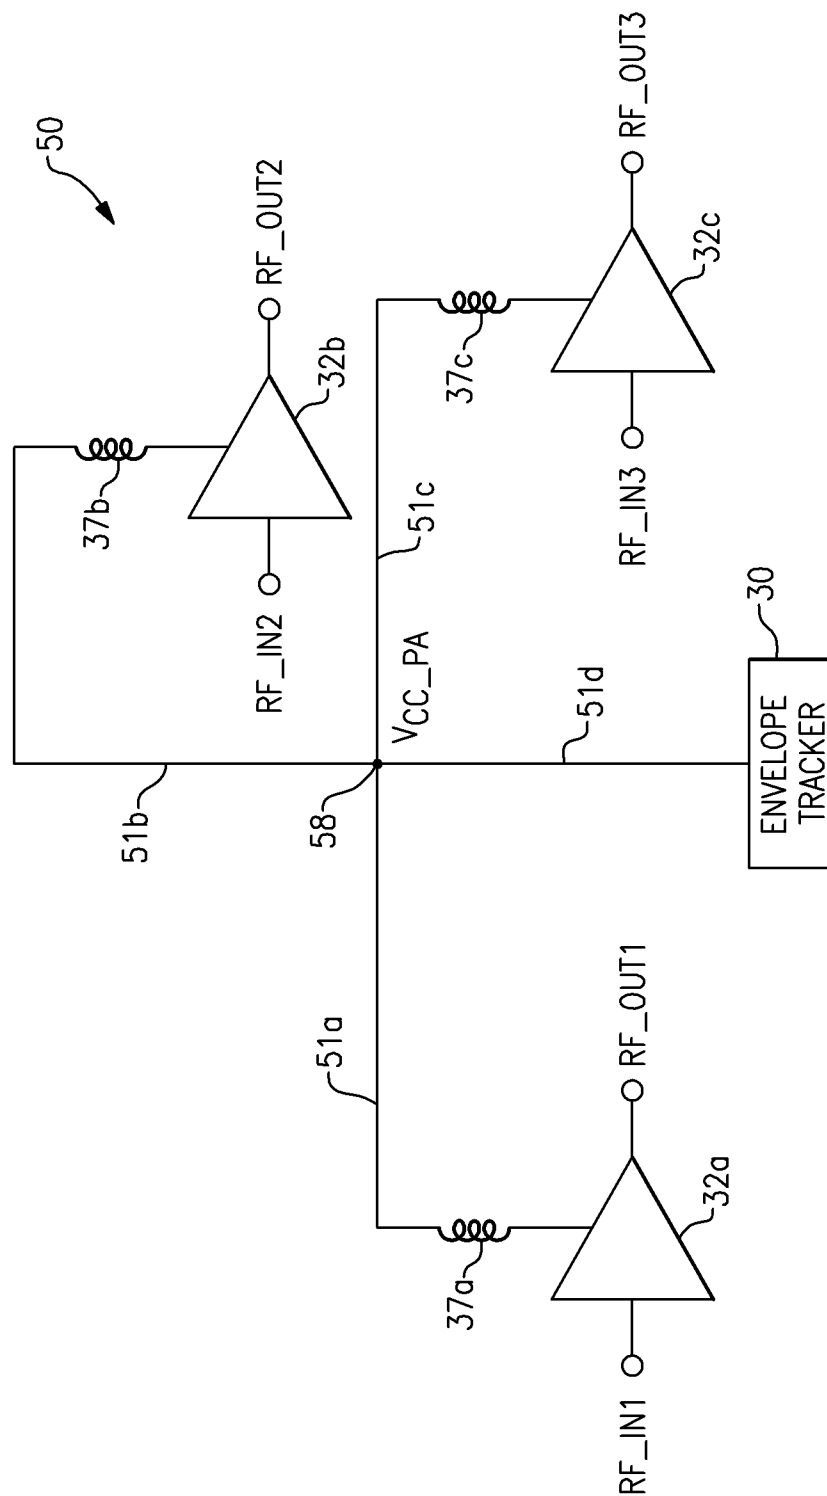 50
37b
RF_IN2
RF_OUT2
32b
51b
58
V_CC_PA
51a
51c
37a
RF_IN1
RF_OUT1
32a
51d
37c
RF_IN3
RF_OUT3
32c
ENVELOPE
TRACKER
30